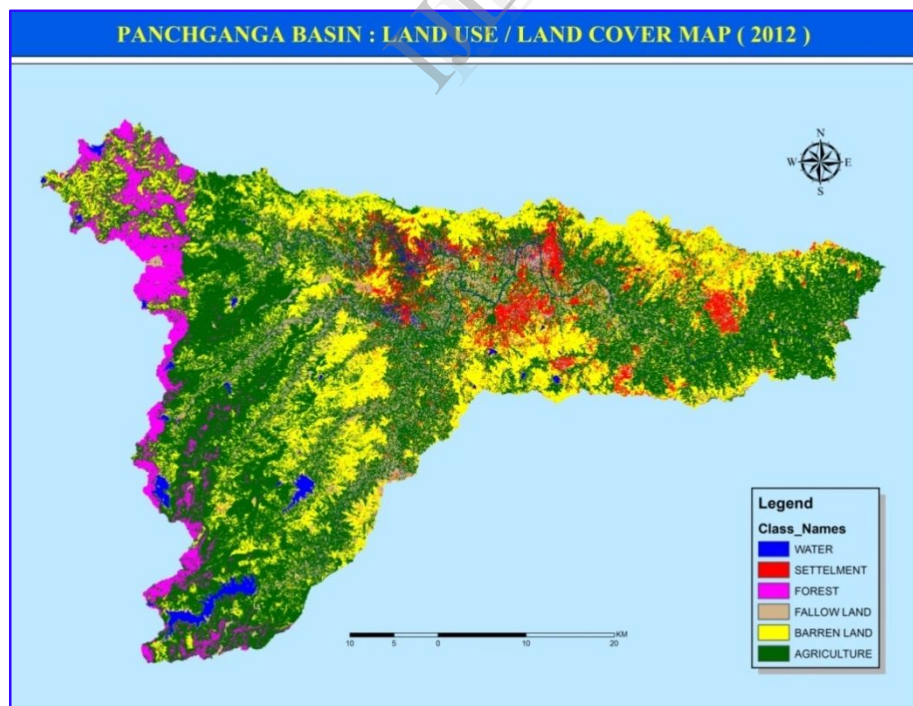 PANCHGANGA BASIN : LAND USE / LAND COVER MAP ( 2012 )
N
W E
S
Legend
Class_Names
WATER
SETTELMENT
FOREST
FALLOW LAND
BARREN LAND
AGRICULTURE
10 5 0 10 20 KM